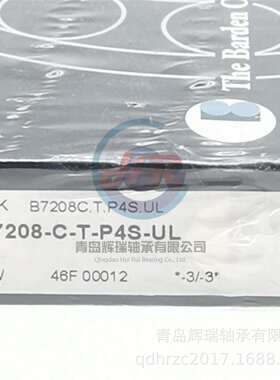 The Barden C
K B7208C.T.P4S.UL
7208-C-T-P4S-UL
青岛辉瑞轴承有限公司
Qingdao Hui Rui Bearing Co.
46F 00012 *-3/-3*
青岛辉瑞轴承有限公
qdhrzc2017.1688.